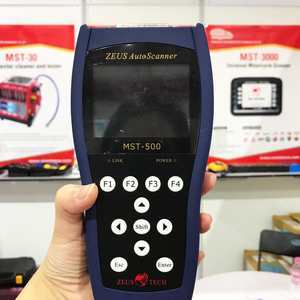 MST-30
MST-3000
Universal Motorcycle Scanner
ZEUS AutoScanner
MST-500
LINK POWER
F1 F2 F3 F4
Shift
Esc Enter
ZEUS TECH